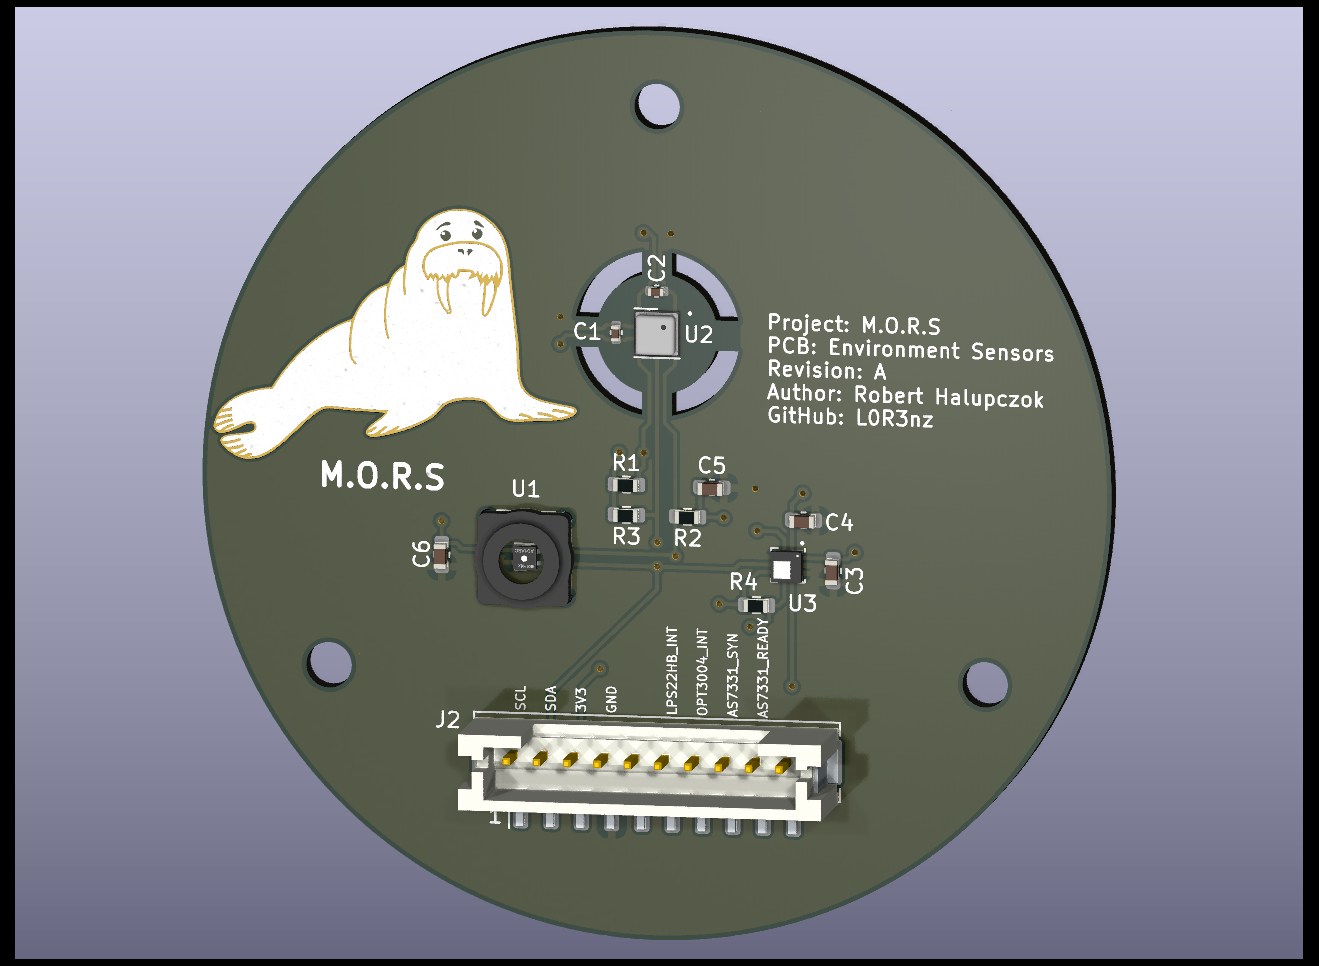 C2
C1
U2
Project: M.O.R.S
PCB: Environment Sensors
Revision: A
Author: Robert Halupczok
GitHub: L0R3nz
M.O.R.S
R1
C5
U1
R3
R2
C4
C6
R4
C3
U3
SCL
SDA
3V3
GND
LPS22HB_INT
OPT3004_INT
AS7331_SYN
AS7331_READY
J2
1